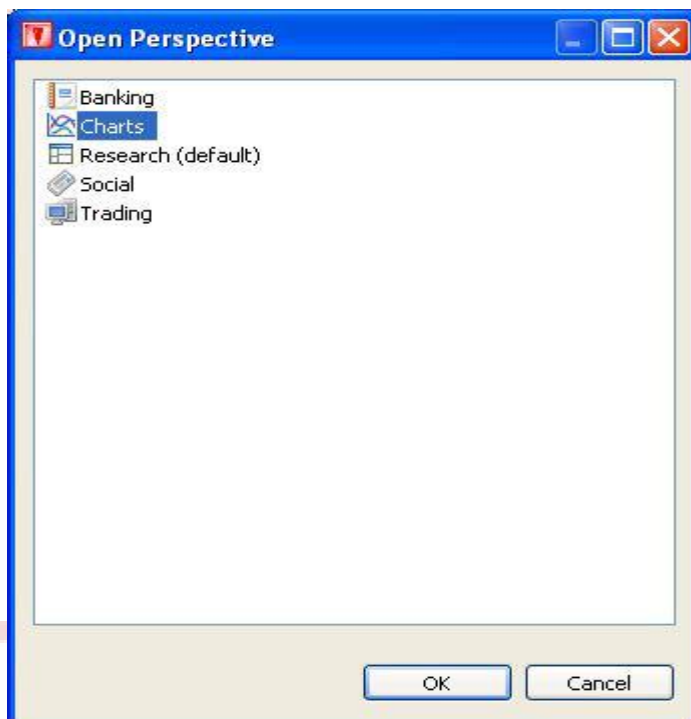 Open Perspective
Banking
Charts
Research (default)
Social
Trading
OK
Cancel